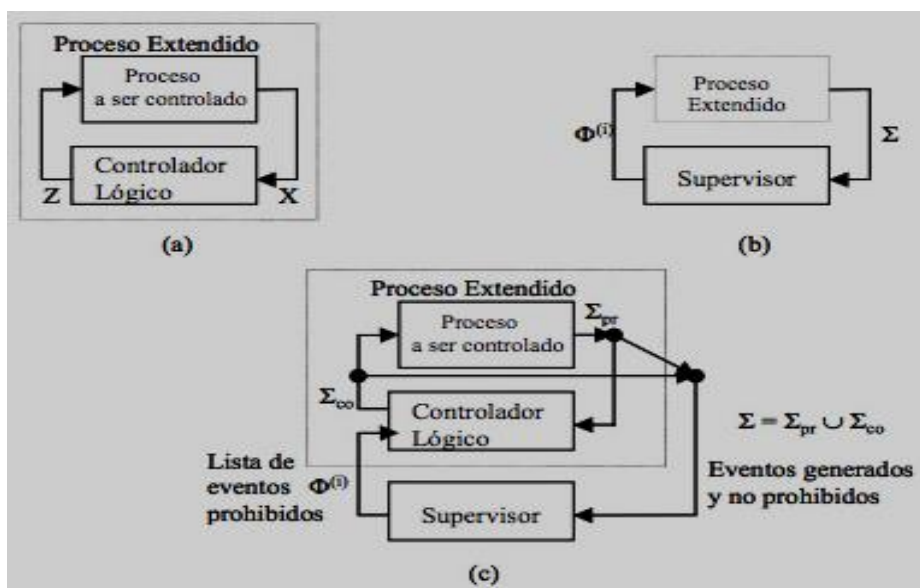 Proceso Extendido
Proceso
a ser controlado
Controlador
Lógico
Z
X
(a)
Proceso
Extendido
Φ(i)
Σ
Supervisor
(b)
Proceso Extendido
Proceso
a ser controlado
Σpr
Σco
Controlador
Lógico
Σ = Σpr ∪ Σco
Lista de
eventos
prohibidos
Φ(i)
Supervisor
Eventos generados
y no prohibidos
(c)